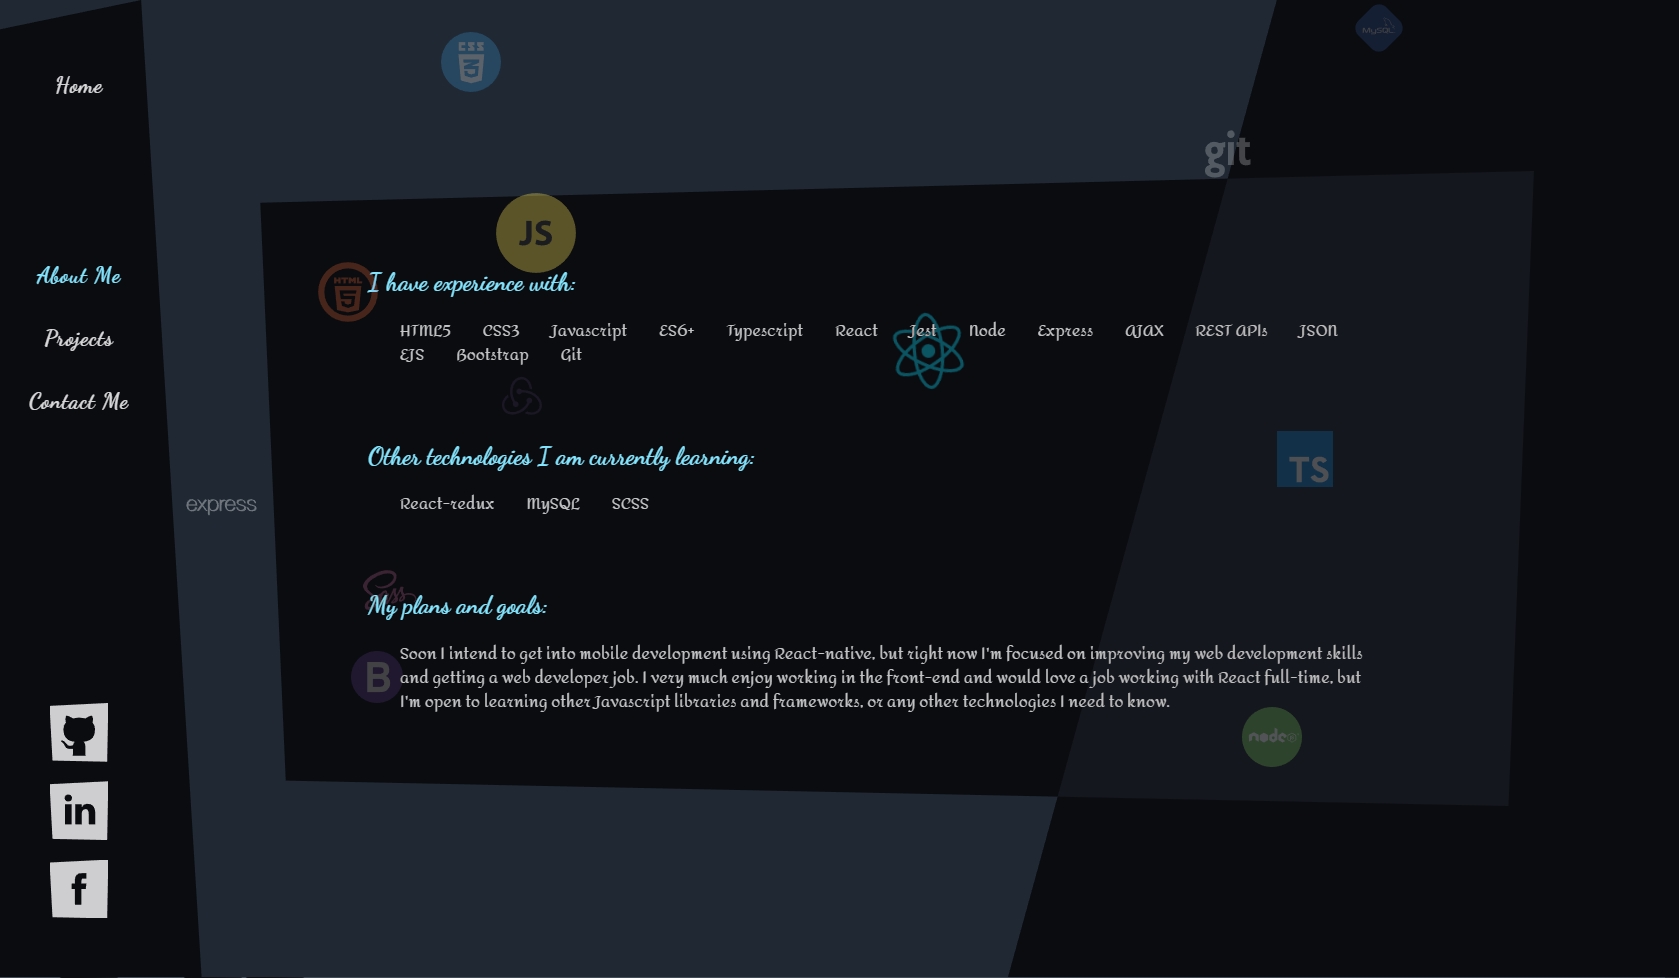 Home
About Me
Projects
Contact Me
in
f
CSS
3
MySQL
git
JS
HTML
5
I have experience with:
HTML5 CSS3 Javascript ES6+ Typescript React Jest Node Express AJAX REST APIs JSON
EJS Bootstrap Git
Other technologies I am currently learning:
TS
express
React-redux MySQL SCSS
Sass
My plans and goals:
B
Soon I intend to get into mobile development using React-native, but right now I'm focused on improving my web development skills
and getting a web developer job. I very much enjoy working in the front-end and would love a job working with React full-time, but
I'm open to learning other Javascript libraries and frameworks, or any other technologies I need to know.
node